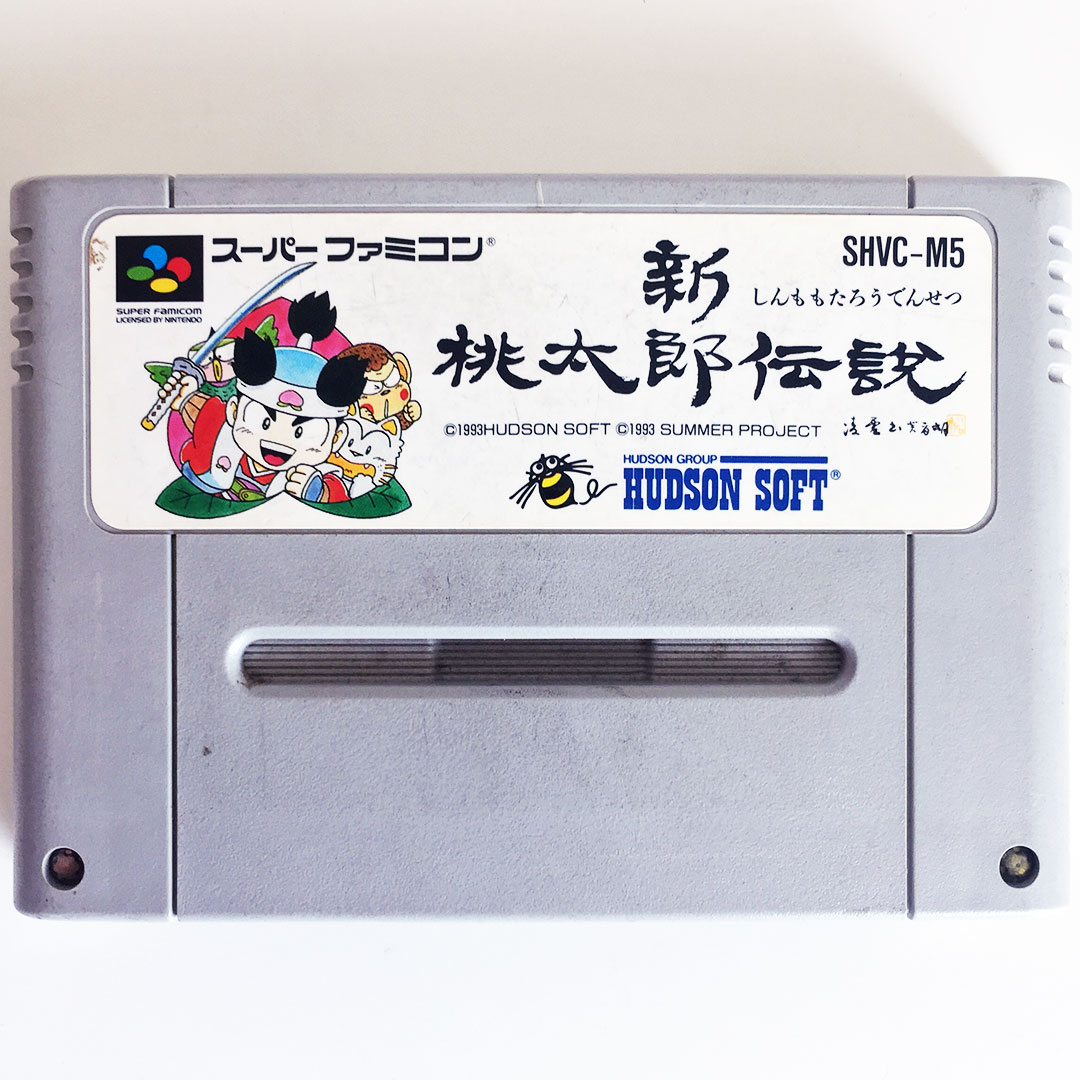 スーパーファミコン®
SUPER FAMICOM
LICENSED BY NINTENDO
SHVC-M5
新
しんももたろうでんせつ
桃太郎伝説
©1993HUDSON SOFT ©1993 SUMMER PROJECT
HUDSON GROUP
HUDSON SOFT®